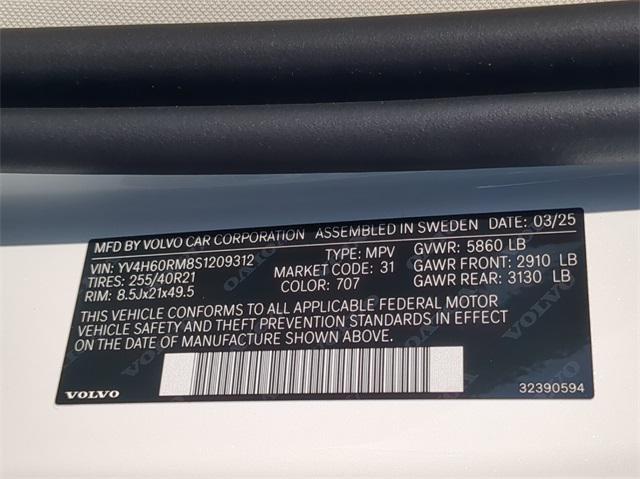 MFD BY VOLVO CAR CORPORATION ASSEMBLED IN SWEDEN DATE: 03/25
VIN: YV4H60RM8S1209312 TYPE: MPV GVWR: 5860 LB
TIRES: 255/40R21 MARKET CODE: 31 GAWR FRONT: 2910 LB
RIM: 8.5Jx21x49.5 COLOR: 707 GAWR REAR: 3130 LB
THIS VEHICLE CONFORMS TO ALL APPLICABLE FEDERAL MOTOR
VEHICLE SAFETY AND THEFT PREVENTION STANDARDS IN EFFECT
ON THE DATE OF MANUFACTURE SHOWN ABOVE.
VOLVO 32390594